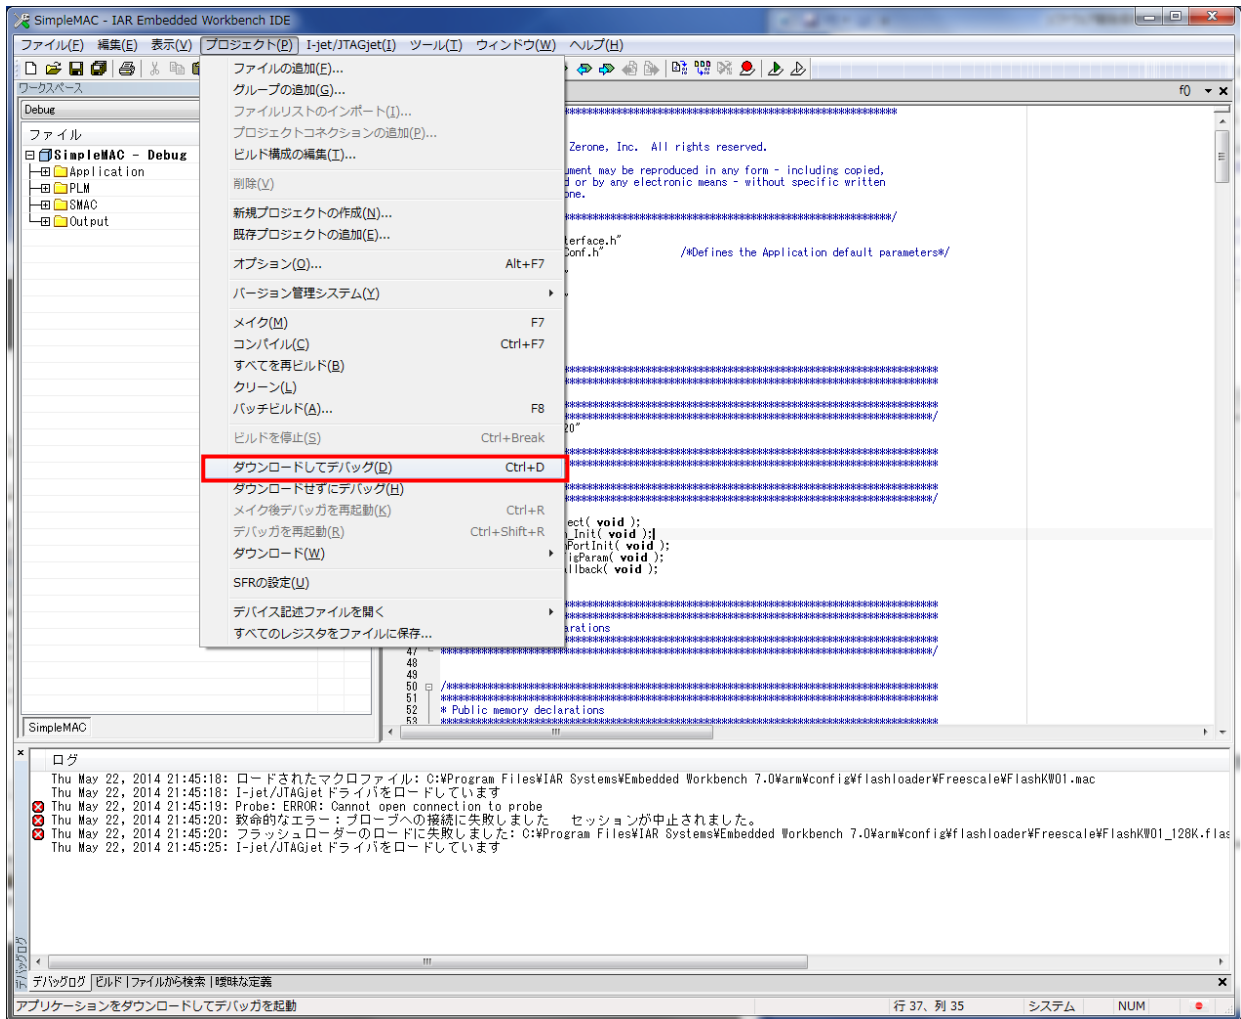 SimpleMAC - IAR Embedded Workbench IDE
ファイル(F) 編集(E) 表示(V) プロジェクト(P) I-jet/JTAGjet(I) ツール(T) ウィンドウ(W) ヘルプ(H)
ワークスペース
f()
Debug
ファイル
SimpleMAC - Debug
Application
PLM
SMAC
Output
SimpleMAC
ファイルの追加(F)...
グループの追加(G)...
ファイルリストのインポート(I)...
プロジェクトコネクションの追加(P)...
ビルド構成の編集(T)...
削除(V)
新規プロジェクトの作成(N)...
既存プロジェクトの追加(E)...
オプション(O)... Alt+F7
バージョン管理システム(Y)
メイク(M) F7
コンパイル(C) Ctrl+F7
すべてを再ビルド(B)
クリーン(L)
バッチビルド(A)... F8
ビルドを停止(S) Ctrl+Break
ダウンロードしてデバッグ(D) Ctrl+D
ダウンロードせずにデバッグ(H)
メイク後デバッガを再起動(K) Ctrl+R
デバッガを再起動(R) Ctrl+Shift+R
ダウンロード(W)
SFRの設定(U)
デバイス記述ファイルを開く
すべてのレジスタをファイルに保存...
Zerone, Inc. All rights reserved.
ument may be reproduced in any form - including copied,
d or by any electronic means - without specific written
one.
terface.h"
Conf.h" /*Defines the Application default parameters*/
20"
ect( void );
_Init( void );
PortInit( void );
igParam( void );
llback( void );
arations
47
48
49
50
51
52 * Public memory declarations
53
ログ
Thu May 22, 2014 21:45:18: ロードされたマクロファイル: C:¥Program Files¥IAR Systems¥Embedded Workbench 7.0¥arm¥config¥flashloader¥Freescale¥FlashKW01.mac
Thu May 22, 2014 21:45:18: I-jet/JTAGjetドライバをロードしています
Thu May 22, 2014 21:45:19: Probe: ERROR: Cannot open connection to probe
Thu May 22, 2014 21:45:20: 致命的なエラー：プローブへの接続に失敗しました セッションが中止されました。
Thu May 22, 2014 21:45:20: フラッシュローダーのロードに失敗しました: C:¥Program Files¥IAR Systems¥Embedded Workbench 7.0¥arm¥config¥flashloader¥Freescale¥FlashKW01_128K.flas
Thu May 22, 2014 21:45:25: I-jet/JTAGjetドライバをロードしています
デバッグログ
デバッグログ ビルド ファイルから検索 曖昧な定義
アプリケーションをダウンロードしてデバッガを起動 行 37、列 35 システム NUM